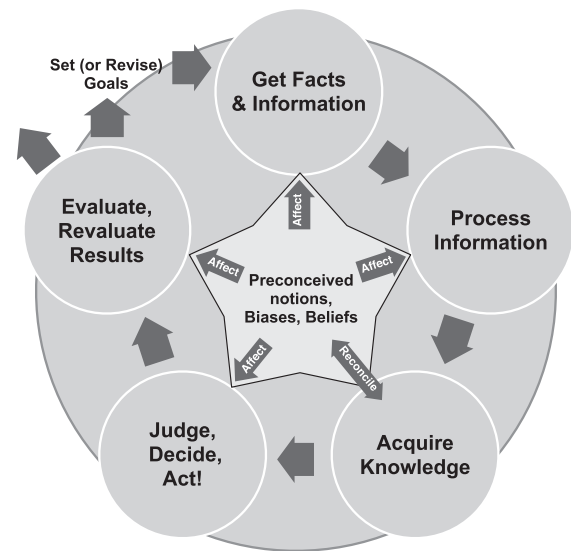 Set (or Revise)
Goals
Get Facts
& Information
Process
Information
Acquire
Knowledge
Judge,
Decide,
Act!
Evaluate,
Revaluate
Results
Preconceived
notions,
Biases, Beliefs
Affect
Affect
Reconcile
Affect
Affect